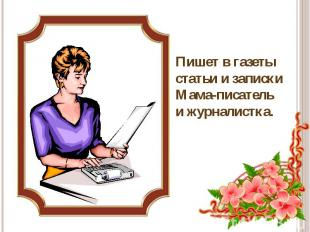 Пишет в газеты
статьи и записки
Мама-писатель
и журналистка.